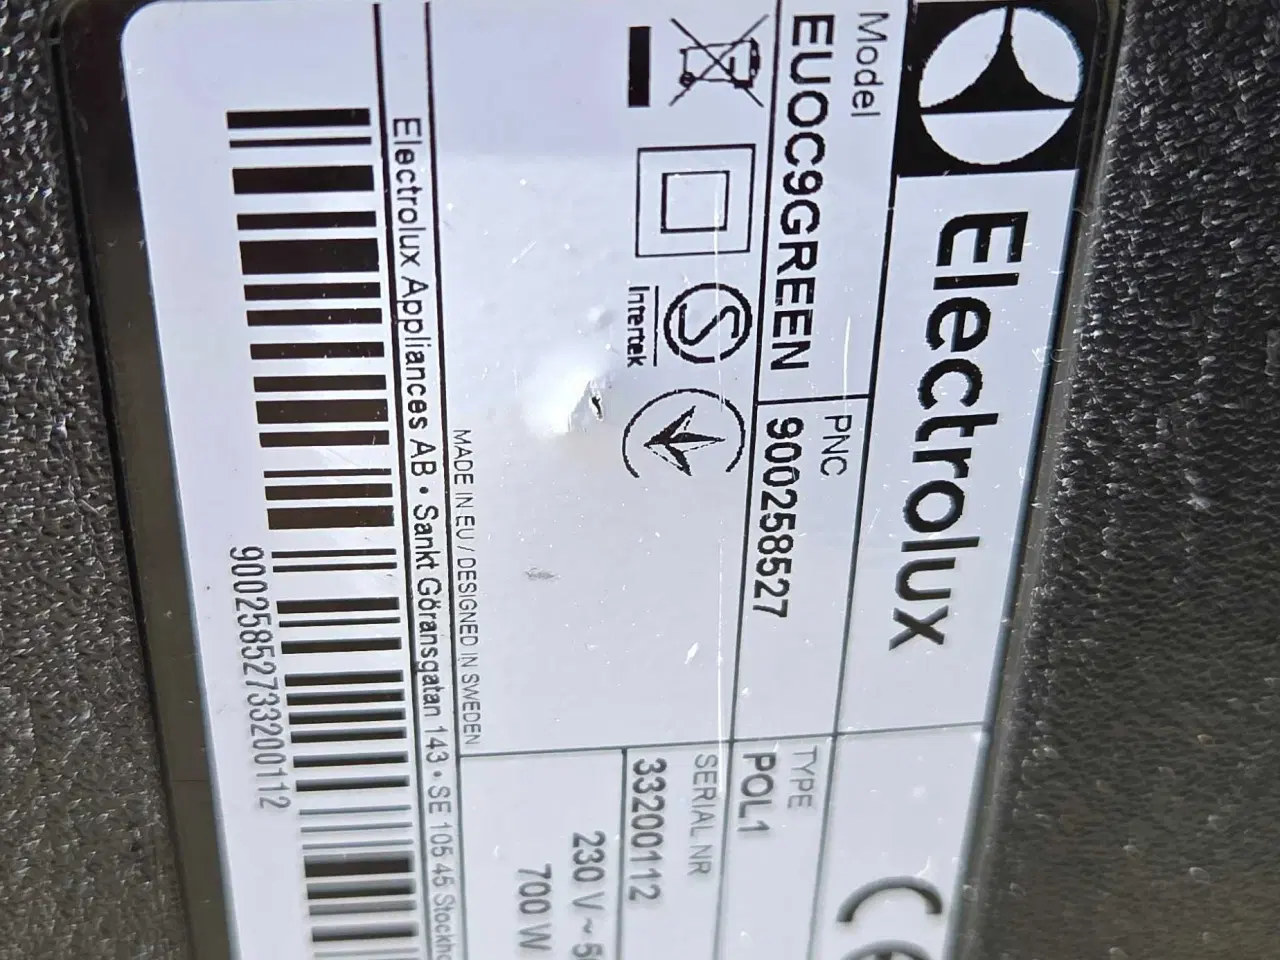 Electrolux
CE
Model
EUOC9GREEN
PNC
900258527
TYPE
POL1
SERIAL NR
33200112
Intertek
230 V ~ 5
700 W
MADE IN EU / DESIGNED IN SWEDEN
Electrolux Appliances AB • Sankt Göransgatan 143 • SE 105 45 Stockh
90025852733200112